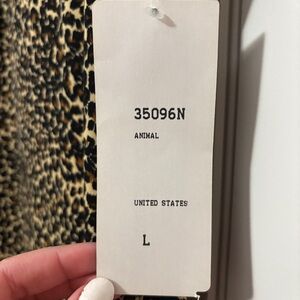 35096N
ANIMAL
UNITED STATES
L